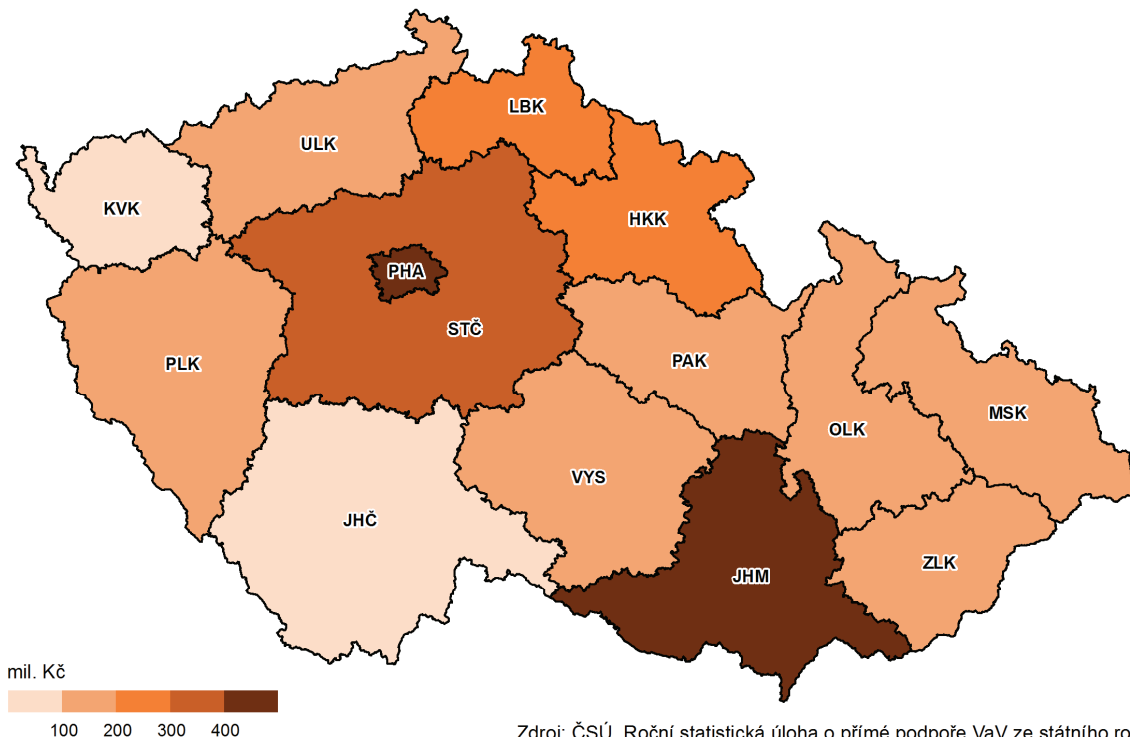 LBK
ULK
KVK
HKK
PHA
STČ
PLK
PAK
MSK
OLK
VYS
JHČ
ZLK
JHM
mil. Kč
100 200 300 400
Zdroj: ČSÚ, Roční statistická úloha o přímé podpoře VaV ze státního ro